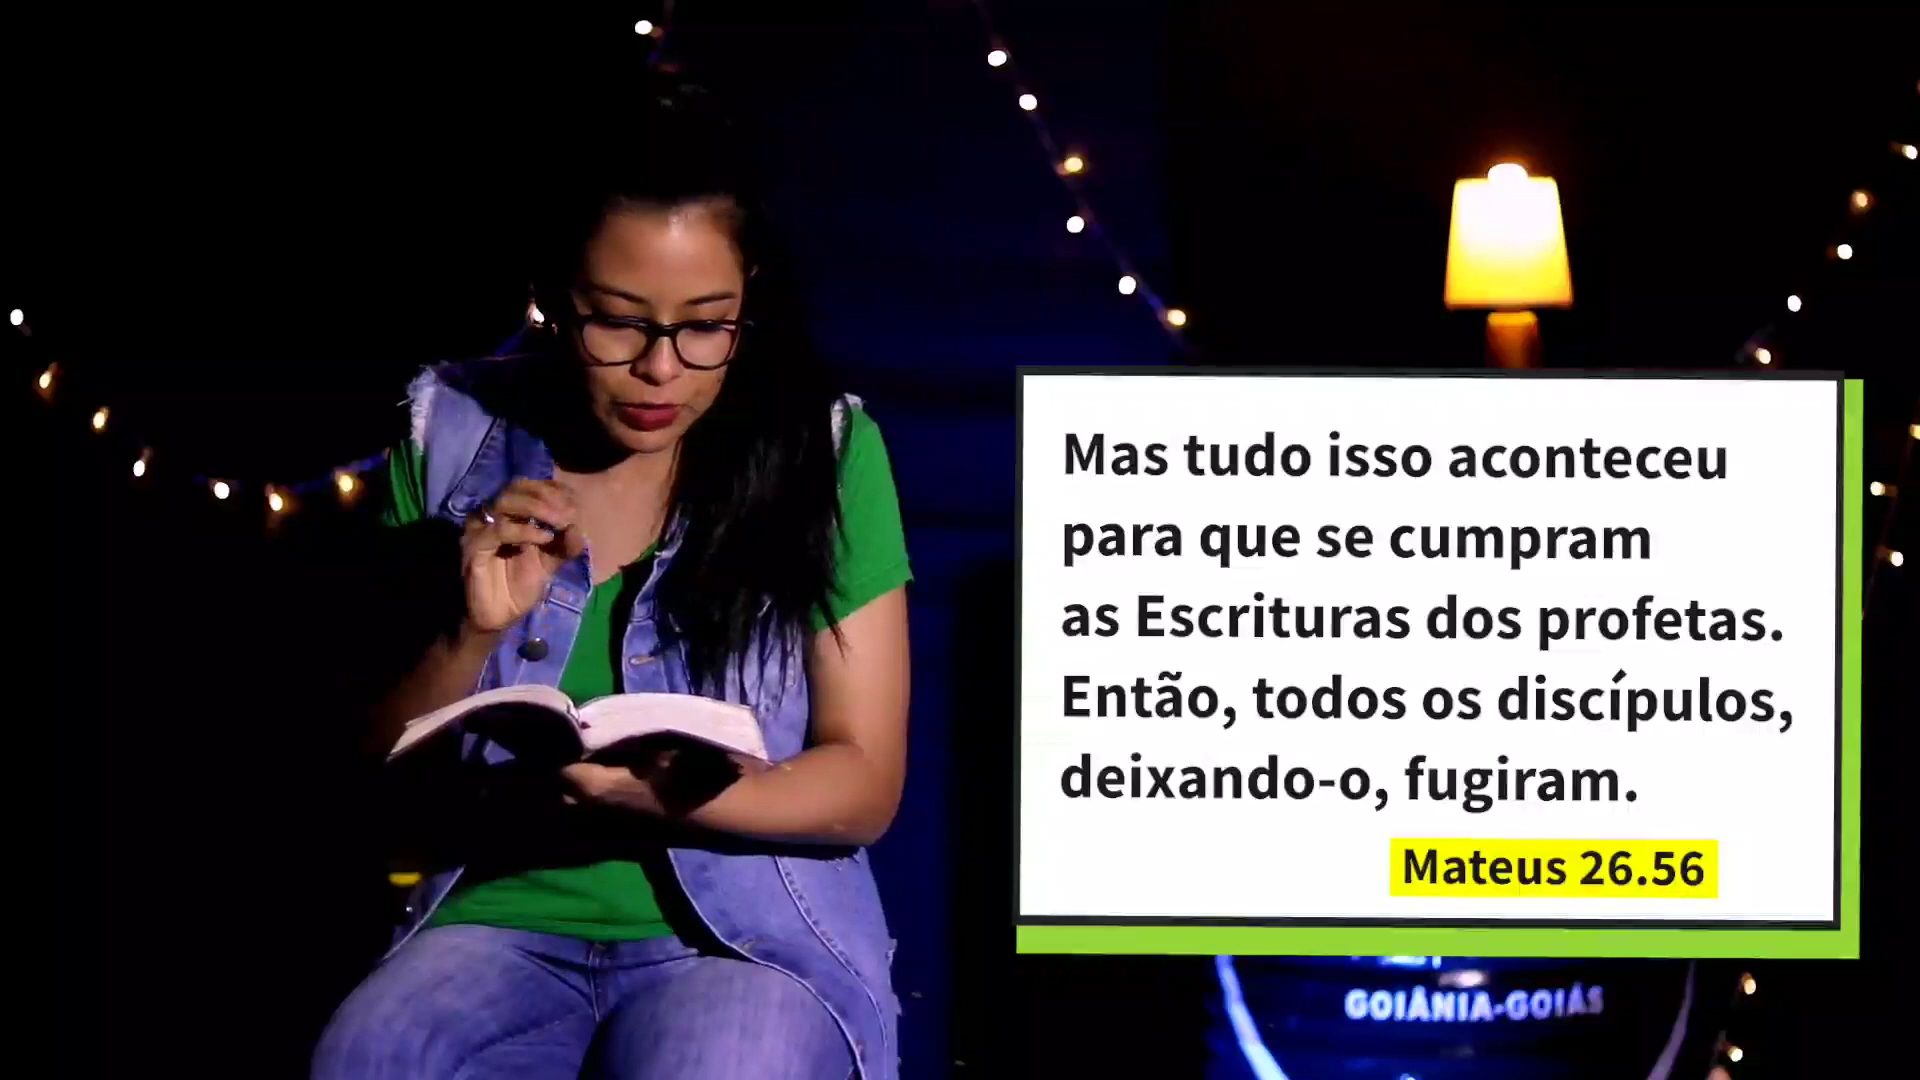 Mas tudo isso aconteceu
para que se cumpram
as Escrituras dos profetas.
Então, todos os discípulos,
deixando-o, fugiram.
Mateus 26.56
GOIÂNIA-GOIÁS